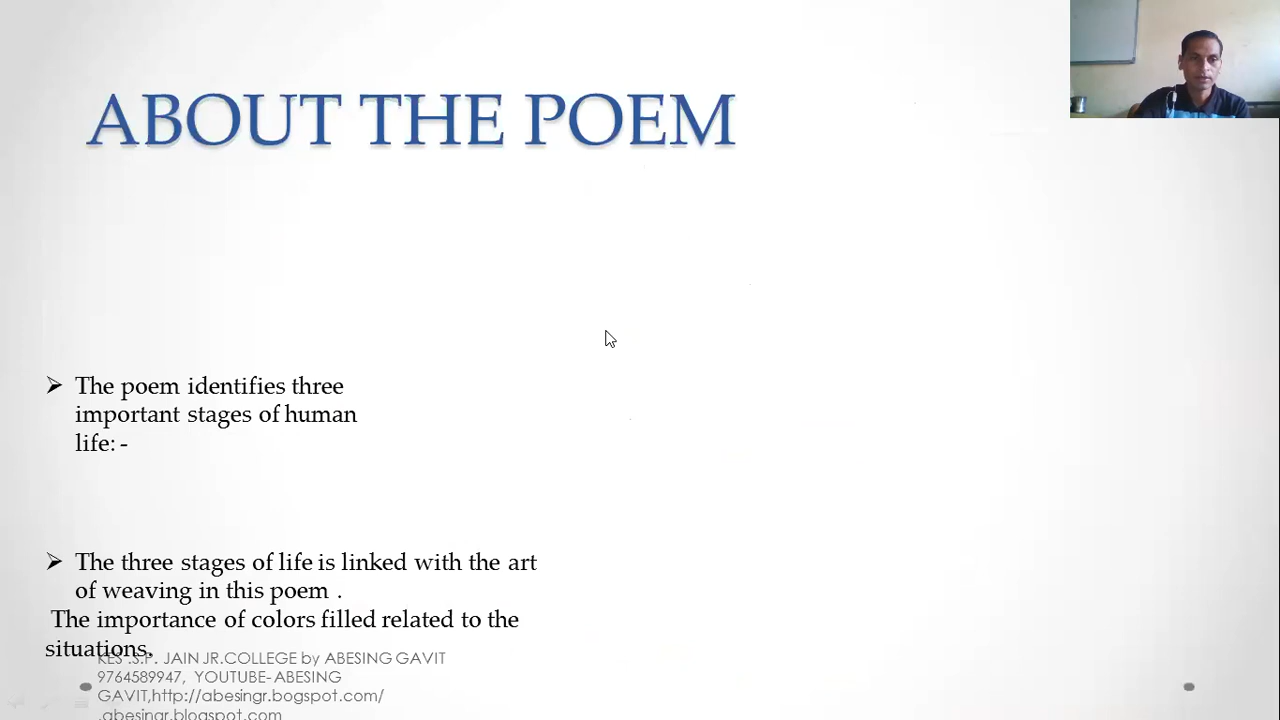 ABOUT THE POEM
➢ The poem identifies three
important stages of human
life: -
➢ The three stages of life is linked with the art
of weaving in this poem .
The importance of colors filled related to the
situations.
KES .S.P. JAIN JR.COLLEGE by ABESING GAVIT
9764589947, YOUTUBE- ABESING
GAVIT,http://abesingr.bogspot.com/
.abesingr.blogspot.com